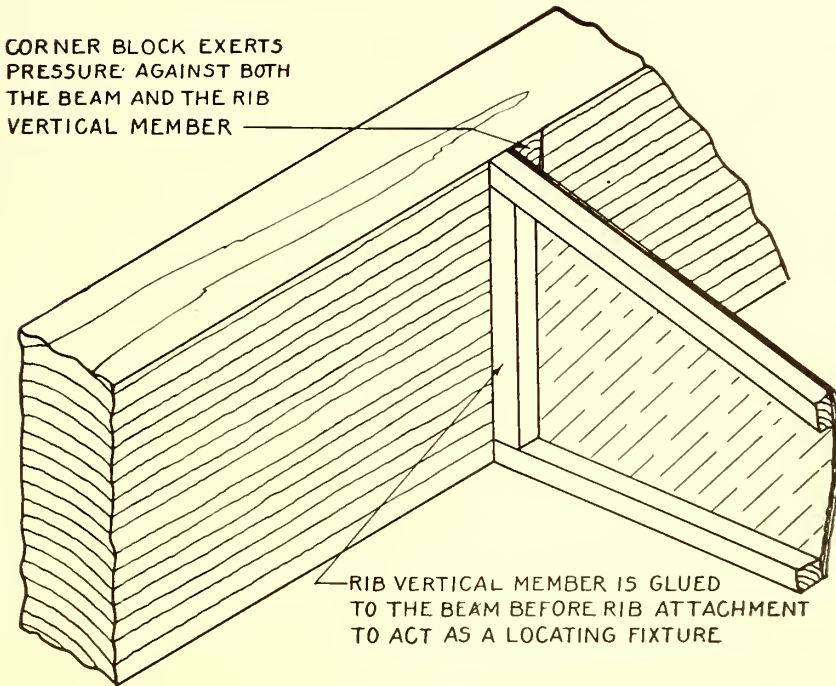 CORNER BLOCK EXERTS
PRESSURE AGAINST BOTH
THE BEAM AND THE RIB
VERTICAL MEMBER
RIB VERTICAL MEMBER IS GLUED
TO THE BEAM BEFORE RIB ATTACHMENT
TO ACT AS A LOCATING FIXTURE